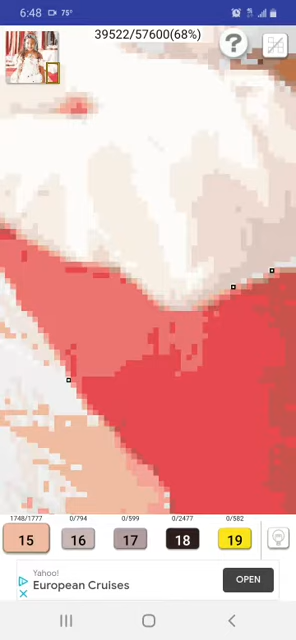 6:48 75°
39522/57600(68%)
?
1748/1777 0/794 0/599 0/2477 0/582
15 16 17 18 19
Yahoo!
European Cruises
OPEN